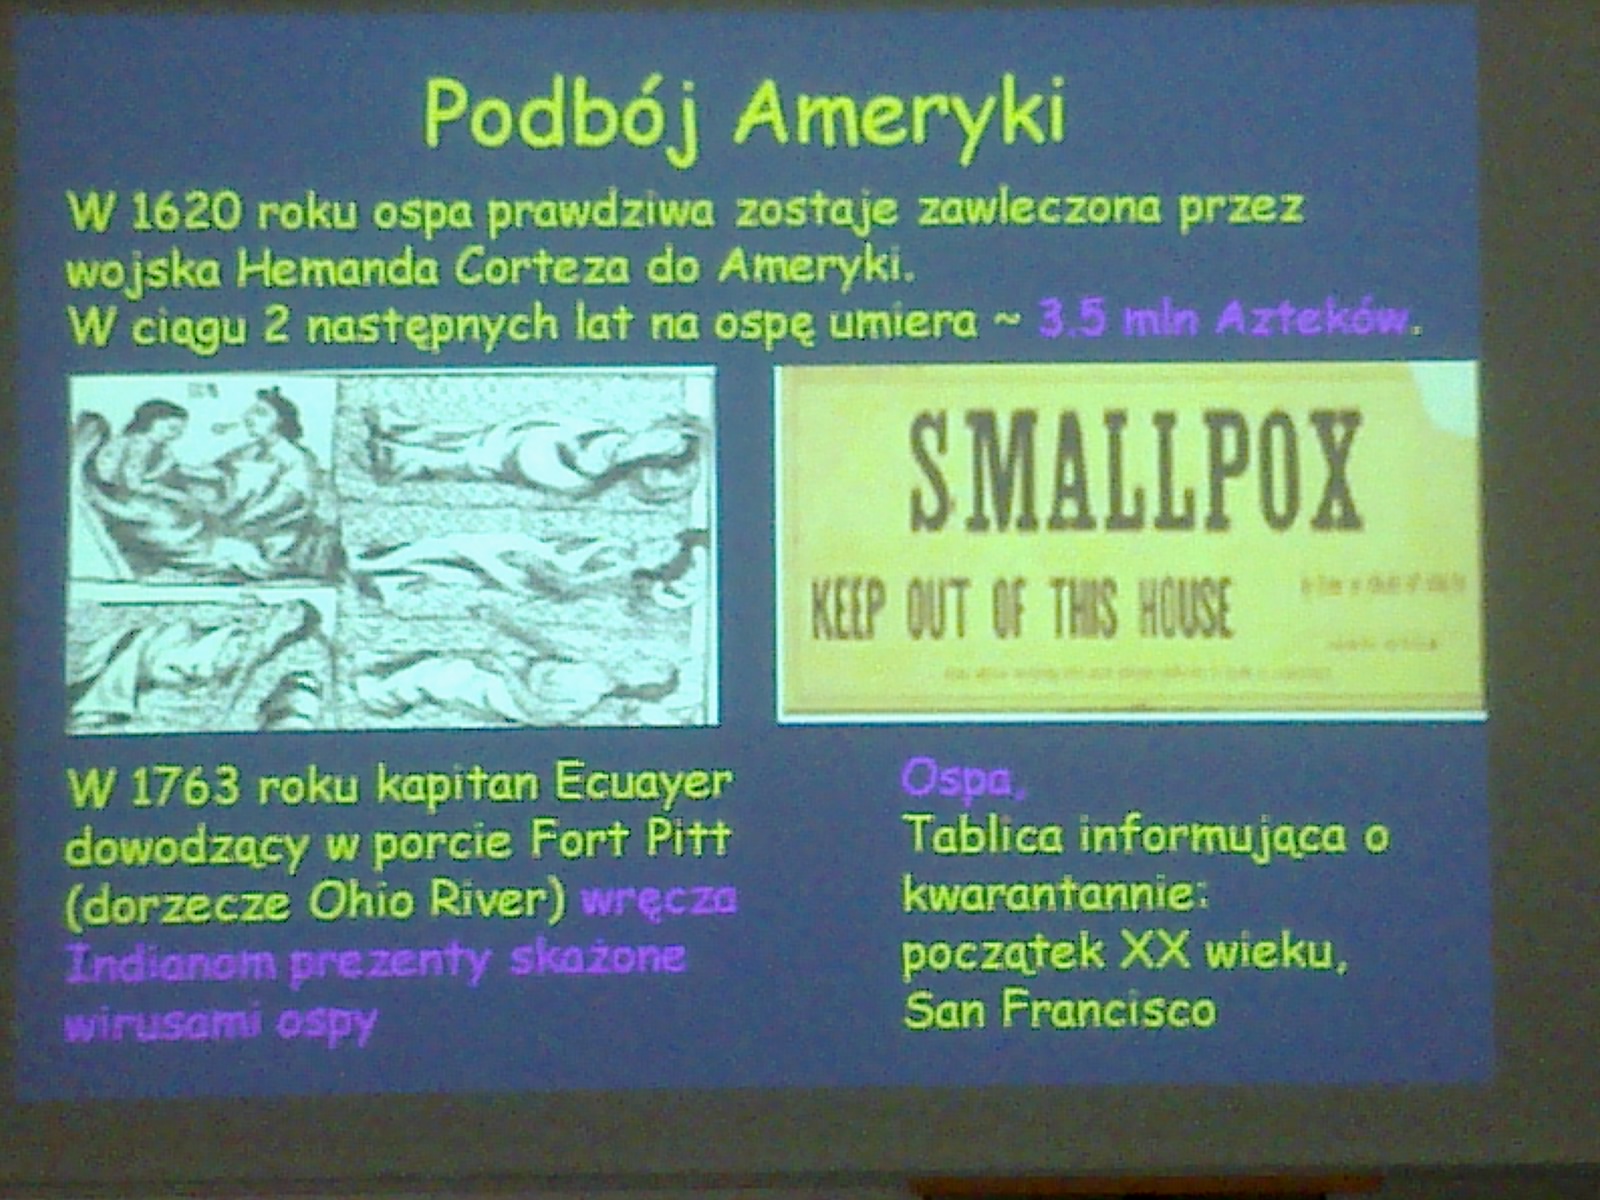 Podbój Ameryki
W 1620 roku ospa prawdziwa zostaje zawleczona przez
wojska Hemanda Corteza do Ameryki.
W ciągu 2 następnych lat na ospę umiera ~ 3.5 mln Azteków.
SMALLPOX
KEEP OUT OF THIS HOUSE
W 1763 roku kapitan Ecuayer
dowodzący w porcie Fort Pitt
(dorzecze Ohio River) wręcza
Indianom prezenty skażone
wirusami ospy
Ospa,
Tablica informująca o
kwarantannie:
początek XX wieku,
San Francisco